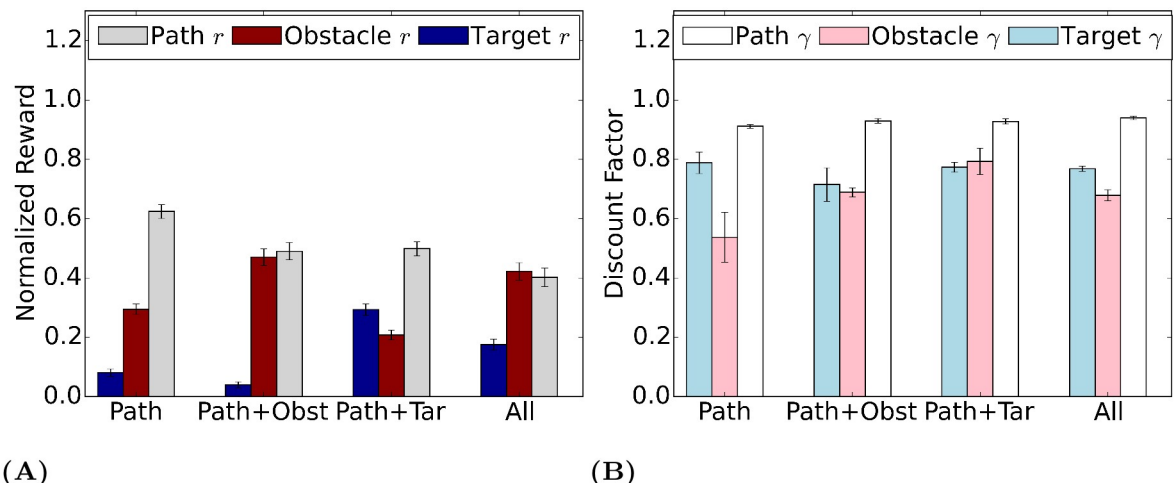 Path r Obstacle r Target r
Normalized Reward
1.2
1.0
0.8
0.6
0.4
0.2
0.0
Path Path+Obst Path+Tar All
(A)
Path γ Obstacle γ Target γ
Discount Factor
1.2
1.0
0.8
0.6
0.4
0.2
0.0
Path Path+Obst Path+Tar All
(B)